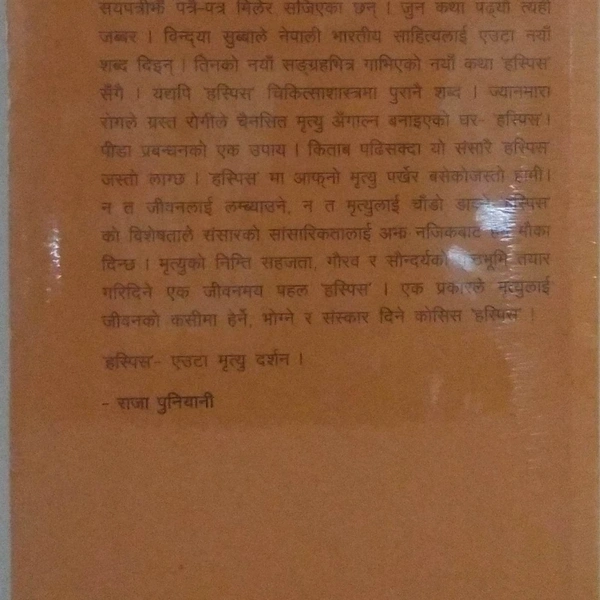 सयपत्रीझैं पत्रै-पत्र मिलेर सजिएका छन् । जुन कथा पढ्यो त्यही
जब्बर । विन्द्या सुब्बाले नेपाली भारतीय साहित्यलाई एउटा नयाँ
शब्द दिइन् । तिनको नयाँ सङ्ग्रहभित्र गाभिएको नयाँ कथा 'हस्पिस'
सँगै । यद्यपि 'हस्पिस' चिकित्साशास्त्रमा पुरानै शब्द । ज्यानमारा
रोगले ग्रस्त रोगीले चैनसित मृत्यु अँगाल्न बनाइएको घर- 'हस्पिस'।
पीडा प्रबन्धनको एक उपाय । किताब पढिसक्दा यो संसारै 'हस्पिस'
जस्तो लाग्छ । 'हस्पिस' मा आफ्नो मृत्यु पर्खेर बसेकोजस्तो हामी।
न त जीवनलाई लम्ब्याउने, न त मृत्युलाई चाँडो डाक्ने 'हस्पिस'
को विशेषताले संसारको सांसारिकतालाई अझ नजिकबाट मौका
दिन्छ । मृत्युको निम्ति सहजता, गौरव र सौन्दर्यको तयार
गरिदिने एक जीवनमय पहल 'हस्पिस' । एक प्रकारले मृत्युलाई
जीवनको कसीमा हेर्ने, भोग्ने र संस्कार दिने कोसिस 'हस्पिस' !
'हस्पिस'- एउटा मृत्यु दर्शन ।
- राजा पुनियानी